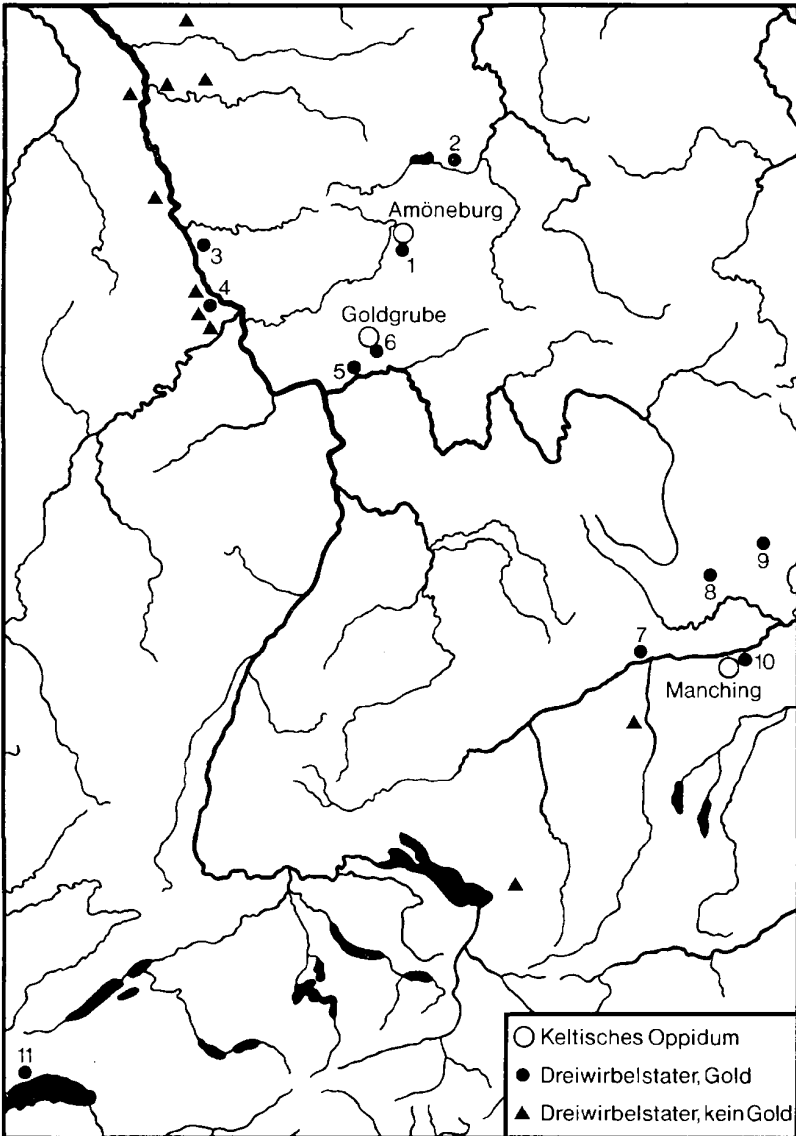 2
Amöneburg
1
3
4
Goldgrube
6
5
9
8
7
10
Manching
11
Keltisches Oppidum
Dreiwirbelstater, Gold
Dreiwirbelstater, kein Gold